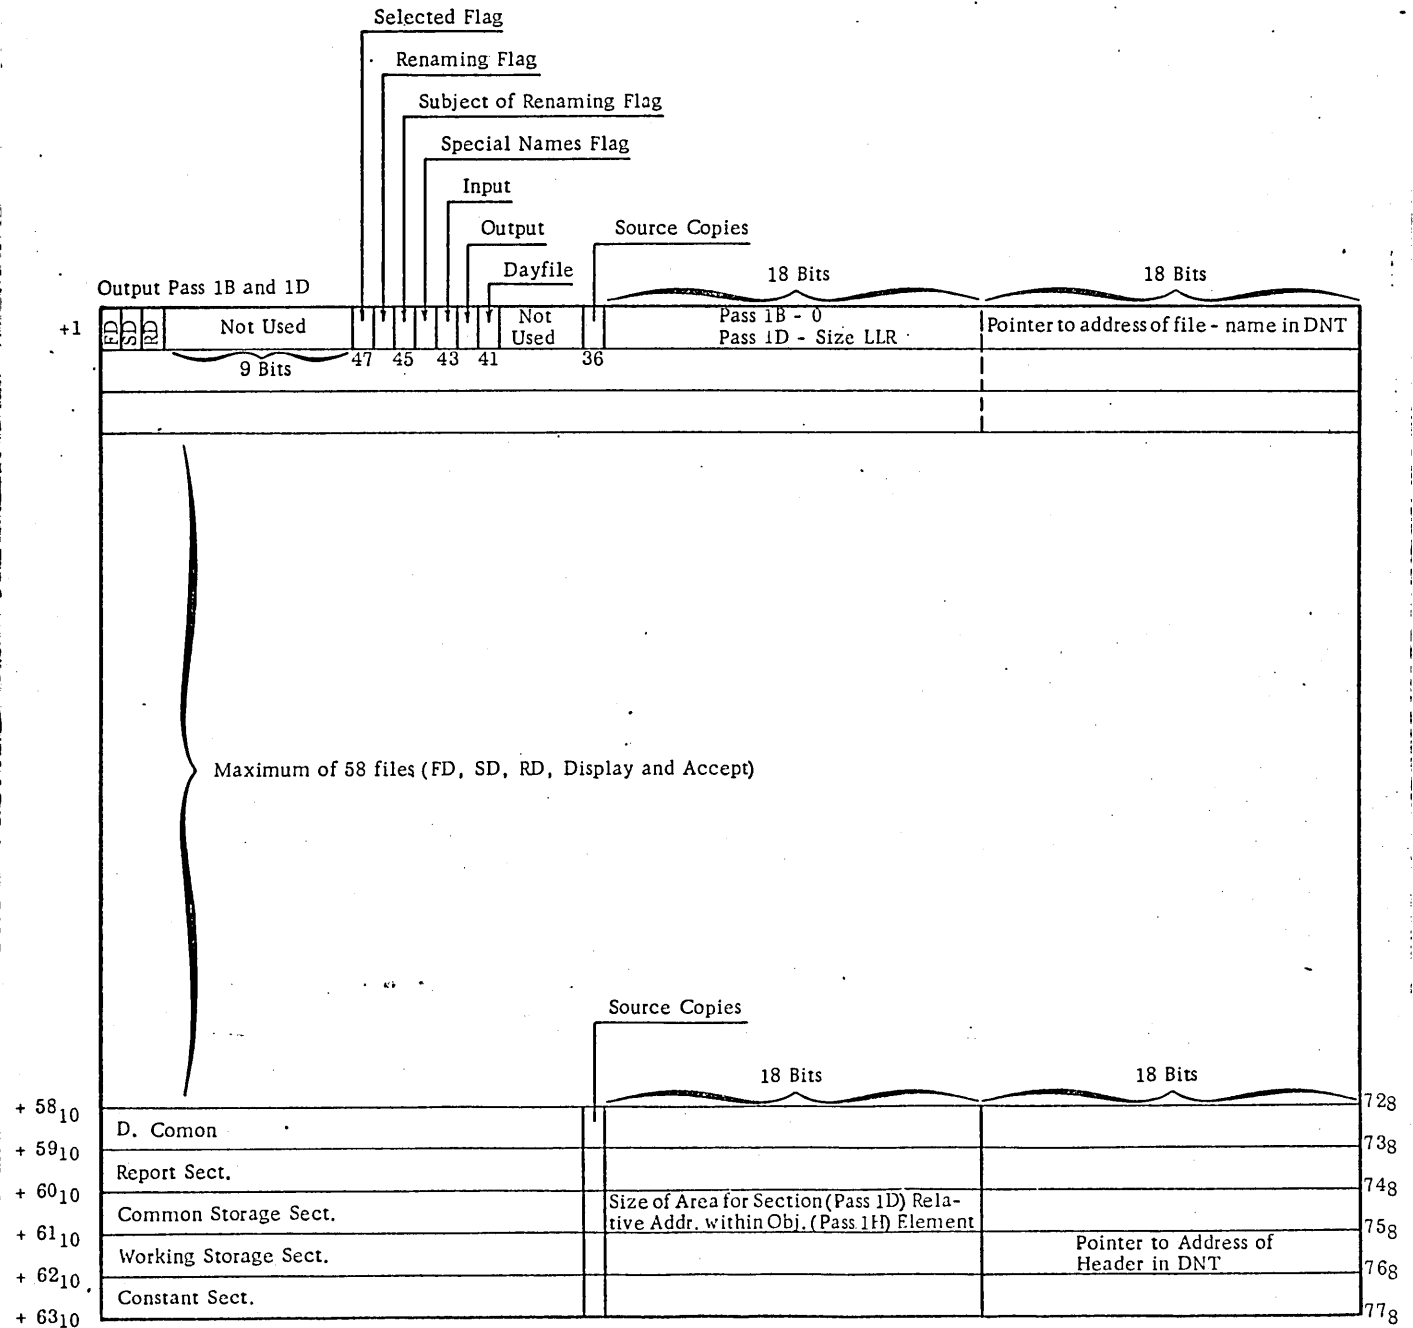 Selected Flag
Renaming Flag
Subject of Renaming Flag
Special Names Flag
Input
Output
Source Copies
Dayfile
18 Bits
18 Bits
Output Pass 1B and 1D
+1
FD
SD
RD
Not Used
Not
Used
Pass 1B - 0
Pass 1D - Size LLR
Pointer to address of file - name in DNT
9 Bits
47
45
43
41
36
Maximum of 58 files (FD, SD, RD, Display and Accept)
Source Copies
18 Bits
18 Bits
+ 58₁₀
72₈
D. Comon
+ 59₁₀
73₈
Report Sect.
+ 60₁₀
74₈
Common Storage Sect.
Size of Area for Section (Pass 1D) Rela-
tive Addr. within Obj. (Pass 1H) Element
+ 61₁₀
75₈
Working Storage Sect.
Pointer to Address of
Header in DNT
+ 62₁₀
76₈
Constant Sect.
+ 63₁₀
77₈